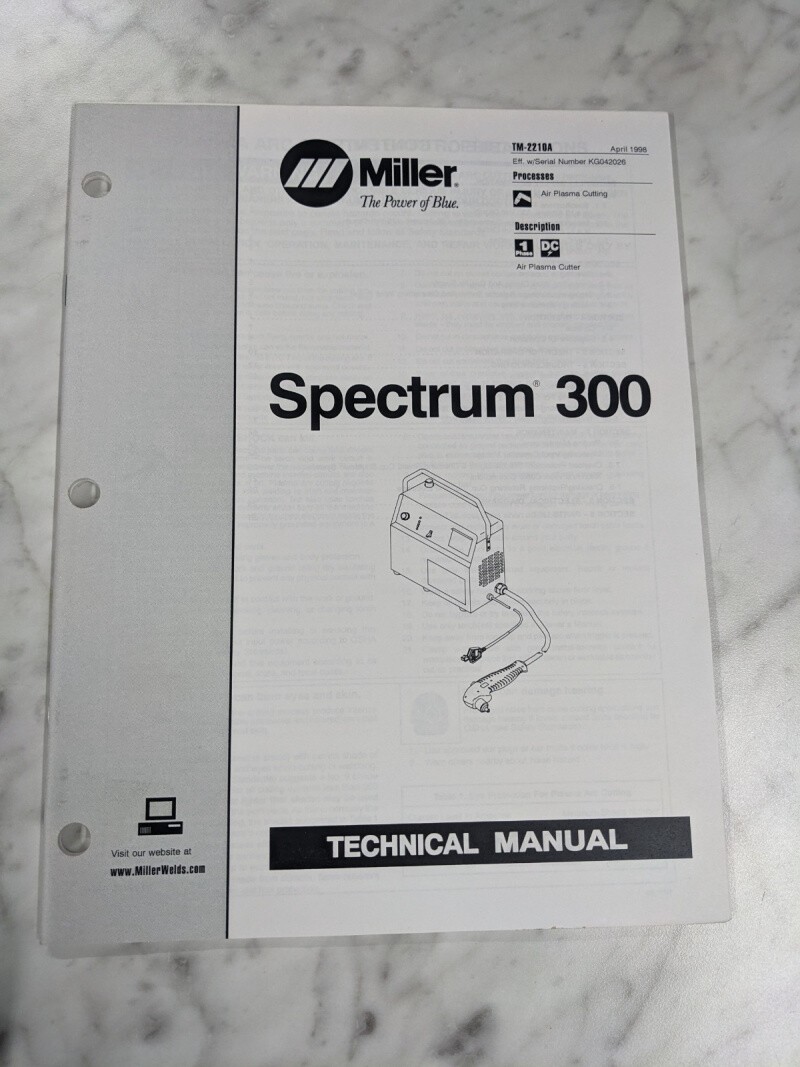 Miller®
The Power of Blue.
TM-2210A April 1998
Eff. w/Serial Number KG042026
Processes
Air Plasma Cutting
Description
1 Phase DC
Air Plasma Cutter
Spectrum® 300
TECHNICAL MANUAL
Visit our website at
www.MillerWelds.com